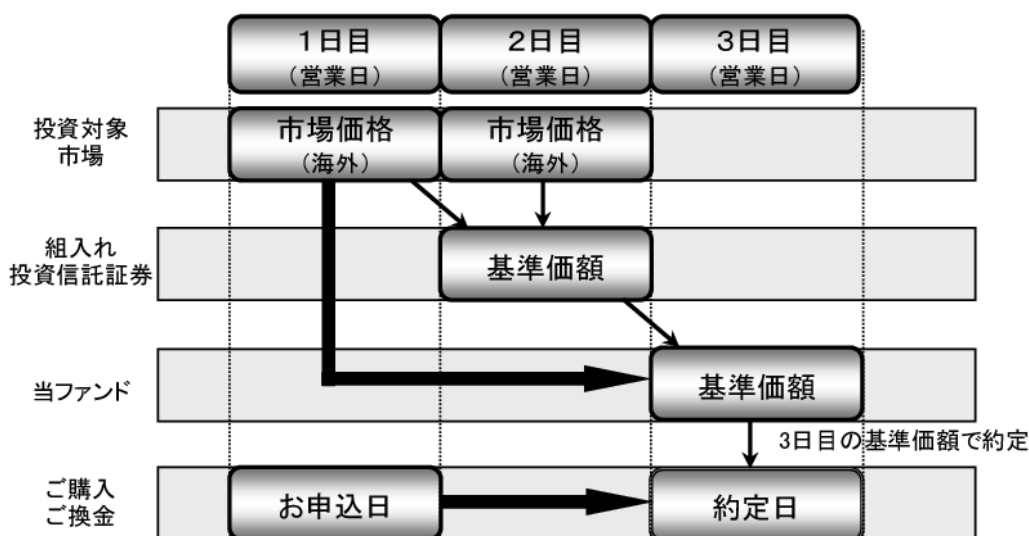 1日目
（営業日）
2日目
（営業日）
3日目
（営業日）
投資対象
市場
市場価格
（海外）
市場価格
（海外）
組入れ
投資信託証券
基準価額
当ファンド
基準価額
3日目の基準価額で約定
ご購入
ご換金
お申込日
約定日